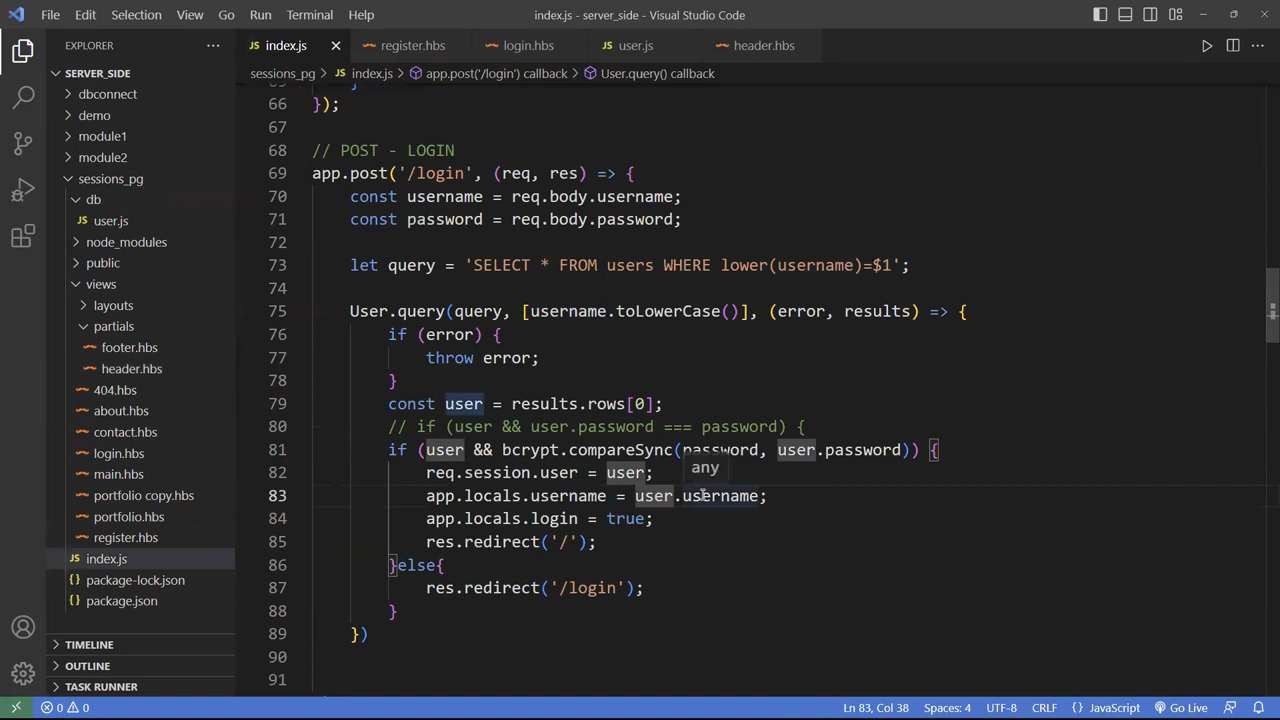 File Edit Selection View Go Run Terminal Help index.js - server_side - Visual Studio Code
EXPLORER
SERVER_SIDE
dbconnect
demo
module1
module2
sessions_pg
db
JS user.js
node_modules
public
views
layouts
partials
footer.hbs
header.hbs
404.hbs
about.hbs
contact.hbs
login.hbs
main.hbs
portfolio copy.hbs
portfolio.hbs
register.hbs
JS index.js
{} package-lock.json
{} package.json
TIMELINE
OUTLINE
TASK RUNNER
JS index.js register.hbs login.hbs JS user.js header.hbs
sessions_pg > JS index.js > app.post('/login') callback > User.query() callback
65 }
66 });
67
68 // POST - LOGIN
69 app.post('/login', (req, res) => {
70 const username = req.body.username;
71 const password = req.body.password;
72
73 let query = 'SELECT * FROM users WHERE lower(username)=$1';
74
75 User.query(query, [username.toLowerCase()], (error, results) => {
76 if (error) {
77 throw error;
78 }
79 const user = results.rows[0];
80 // if (user && user.password === password) {
81 if (user && bcrypt.compareSync(password, user.password)) {
82 req.session.user = user;
any
83 app.locals.username = user.username;
84 app.locals.login = true;
85 res.redirect('/');
86 }else{
87 res.redirect('/login');
88 }
89 })
90
91
0 0 Ln 83, Col 38 Spaces: 4 UTF-8 CRLF {} JavaScript Go Live